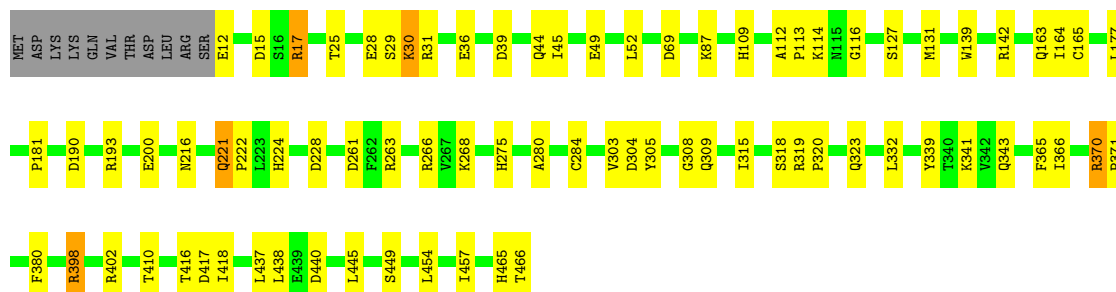 MET ASP LYS LYS GLN VAL THR ASP LEU ARG SER E12 D15 S16 R17 T25 E28 S29 K30 R31 E36 D39 Q44 I45 E49 L52 D69 K87 H109 A112 P113 K114 N115 G116 S127 M131 W139 R142 Q163 I164 C165 L177
P181 D190 R193 E200 N216 Q221 P222 L223 H224 D228 D261 F262 R263 R266 V267 K268 H275 A280 C284 V303 D304 Y305 G308 Q309 I315 S318 R319 P320 Q323 L332 Y339 T340 K341 V342 Q343 F365 I366 R370
F380 R398 R402 T410 T416 D417 I418 L437 L438 E439 D440 L445 S449 L454 I457 H465 T466